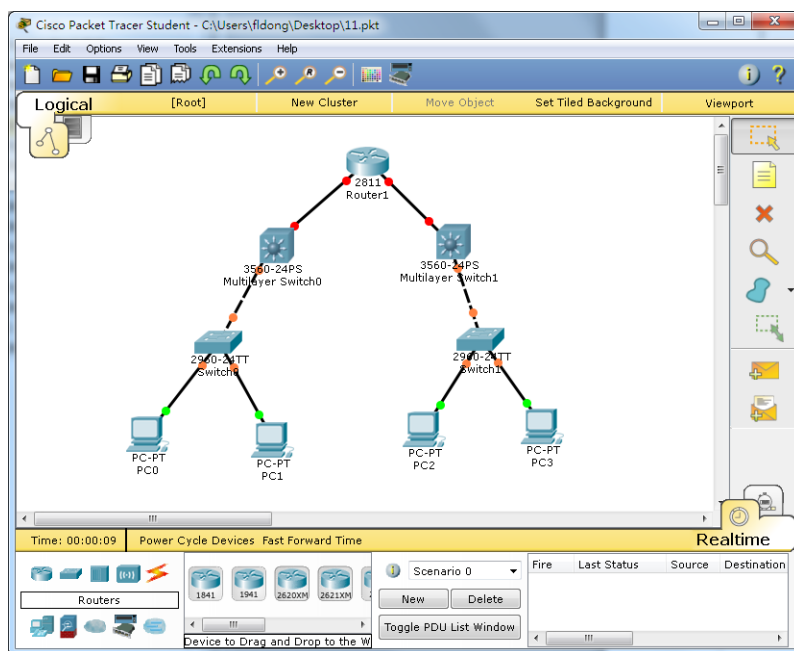 Cisco Packet Tracer Student - C:\Users\fldong\Desktop\11.pkt
File Edit Options View Tools Extensions Help
Logical [Root] New Cluster Move Object Set Tiled Background Viewport
2811
Router1
3560-24PS
Multilayer Switch0
3560-24PS
Multilayer Switch1
2960-24TT
Switch0
2960-24TT
Switch1
PC-PT
PC0
PC-PT
PC1
PC-PT
PC2
PC-PT
PC3
Time: 00:00:09 Power Cycle Devices Fast Forward Time Realtime
Routers
1841 1941 2620XM 2621XM
Device to Drag and Drop to the W
Scenario 0
New Delete
Toggle PDU List Window
Fire Last Status Source Destination